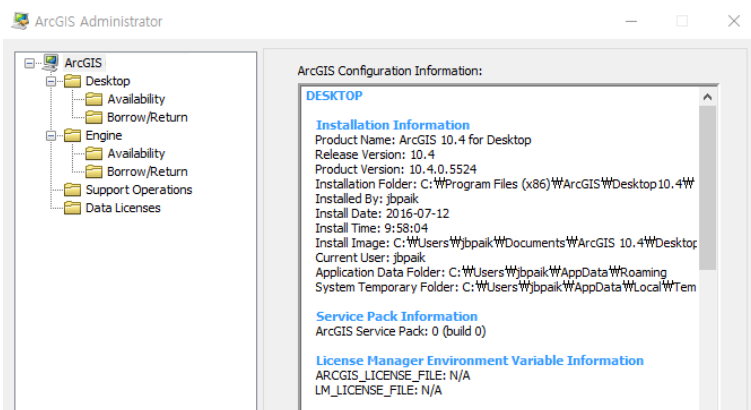 ArcGIS Administrator
ArcGIS
Desktop
Availability
Borrow/Return
Engine
Availability
Borrow/Return
Support Operations
Data Licenses
ArcGIS Configuration Information:
DESKTOP
Installation Information
Product Name: ArcGIS 10.4 for Desktop
Release Version: 10.4
Product Version: 10.4.0.5524
Installation Folder: C:₩Program Files (x86)₩ArcGIS₩Desktop10.4₩
Installed By: jbpaik
Install Date: 2016-07-12
Install Time: 9:58:04
Install Image: C:₩Users₩jbpaik₩Documents₩ArcGIS 10.4₩Desktop
Current User: jbpaik
Application Data Folder: C:₩Users₩jbpaik₩AppData₩Roaming
System Temporary Folder: C:₩Users₩jbpaik₩AppData₩Local₩Tem
Service Pack Information
ArcGIS Service Pack: 0 (build 0)
License Manager Environment Variable Information
ARCGIS_LICENSE_FILE: N/A
LM_LICENSE_FILE: N/A